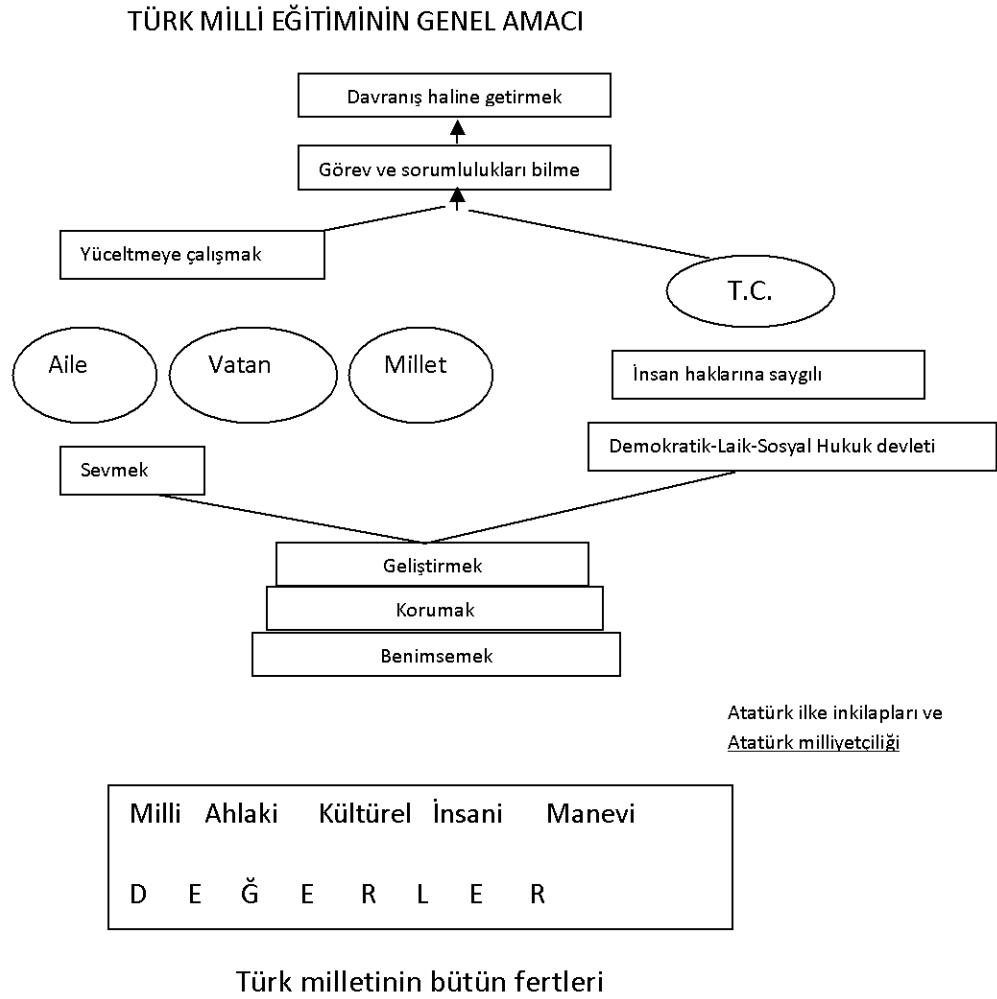 TÜRK MİLLİ EĞİTİMİNİN GENEL AMACI
Davranış haline getirmek
Görev ve sorumlulukları bilme
Yüceltmeye çalışmak
T.C.
Aile
Vatan
Millet
İnsan haklarına saygılı
Demokratik-Laik-Sosyal Hukuk devleti
Sevmek
Geliştirmek
Korumak
Benimsemek
Atatürk ilke inkilapları ve
Atatürk milliyetçiliği
Milli Ahlaki Kültürel İnsani Manevi
D E Ğ E R L E R
Türk milletinin bütün fertleri